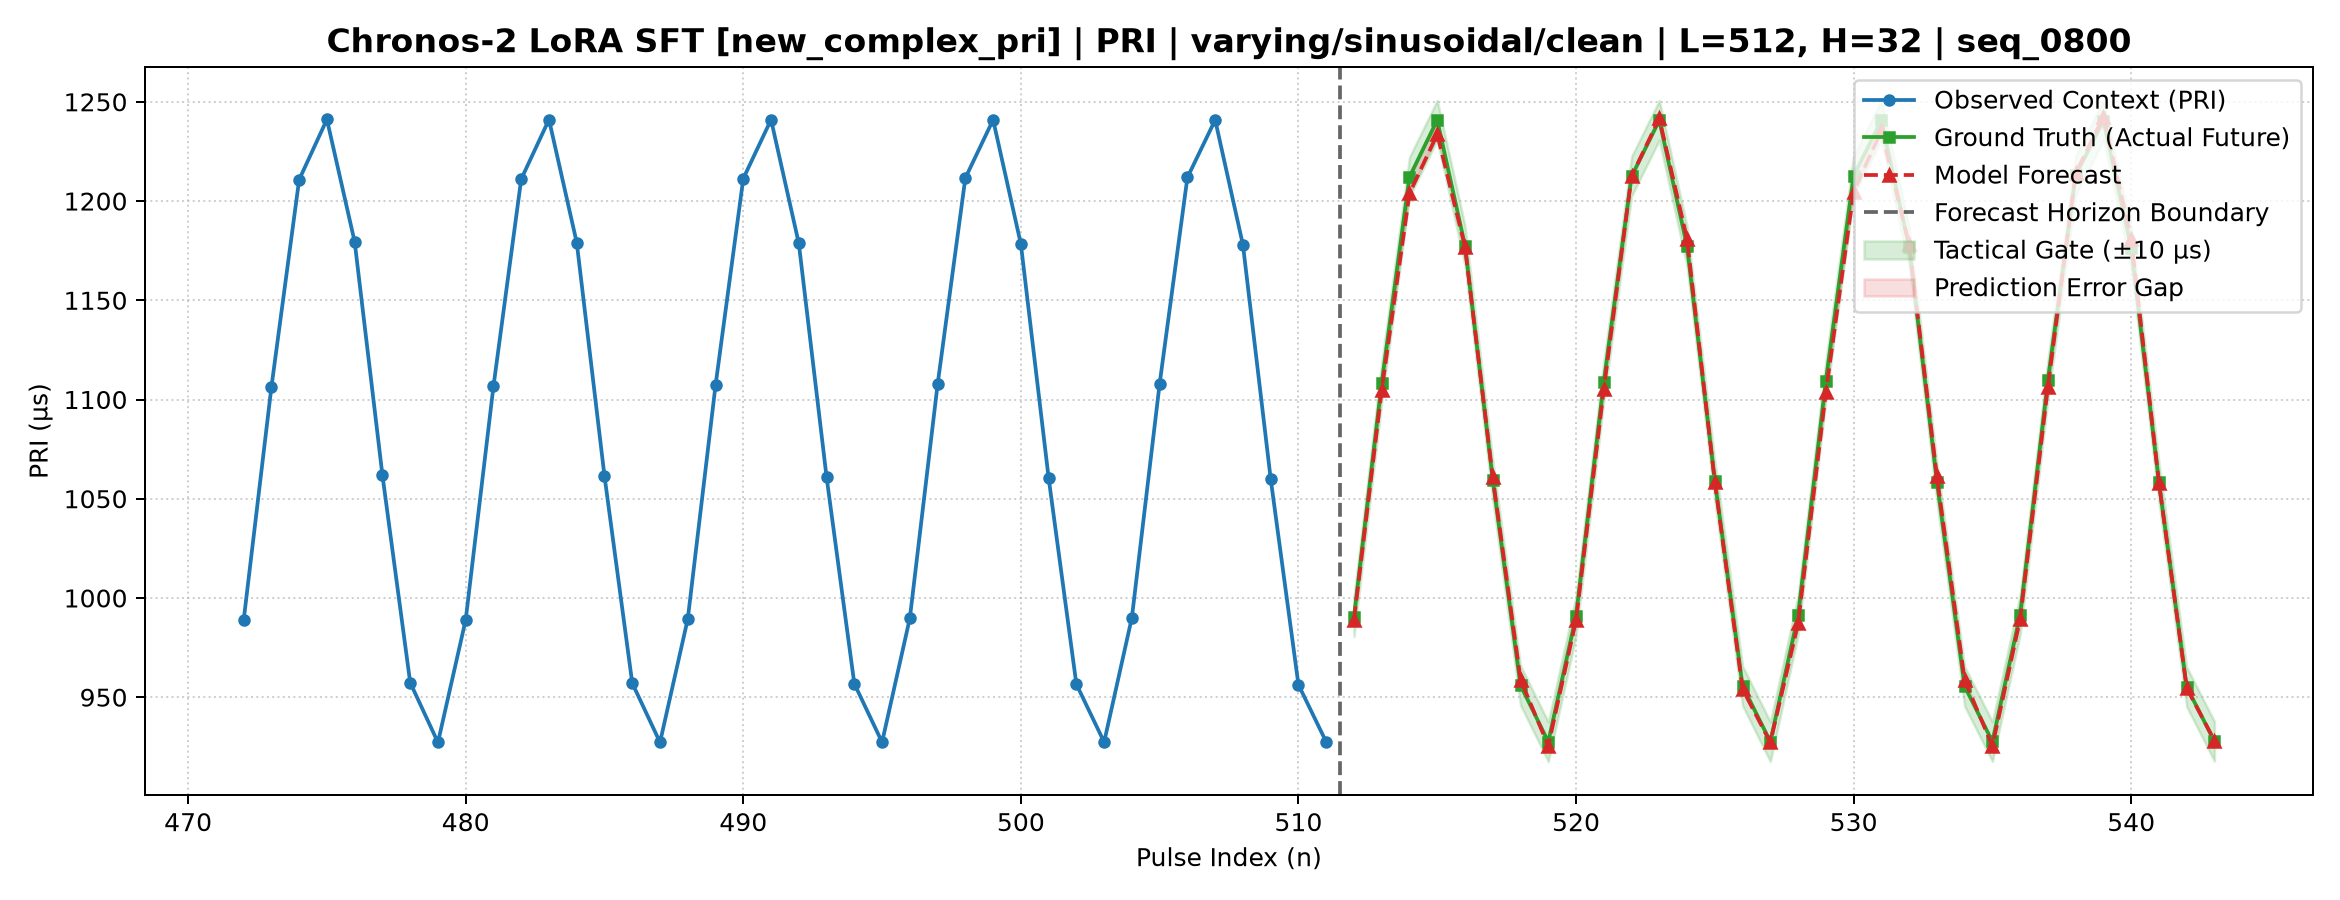 Chronos-2 LoRA SFT [new_complex_pri] | PRI | varying/sinusoidal/clean | L=512, H=32 | seq_0800
PRI (µs)
1250
1200
1150
1100
1050
1000
950
Observed Context (PRI)
Ground Truth (Actual Future)
Model Forecast
Forecast Horizon Boundary
Tactical Gate (±10 µs)
Prediction Error Gap
470 480 490 500 510 520 530 540
Pulse Index (n)